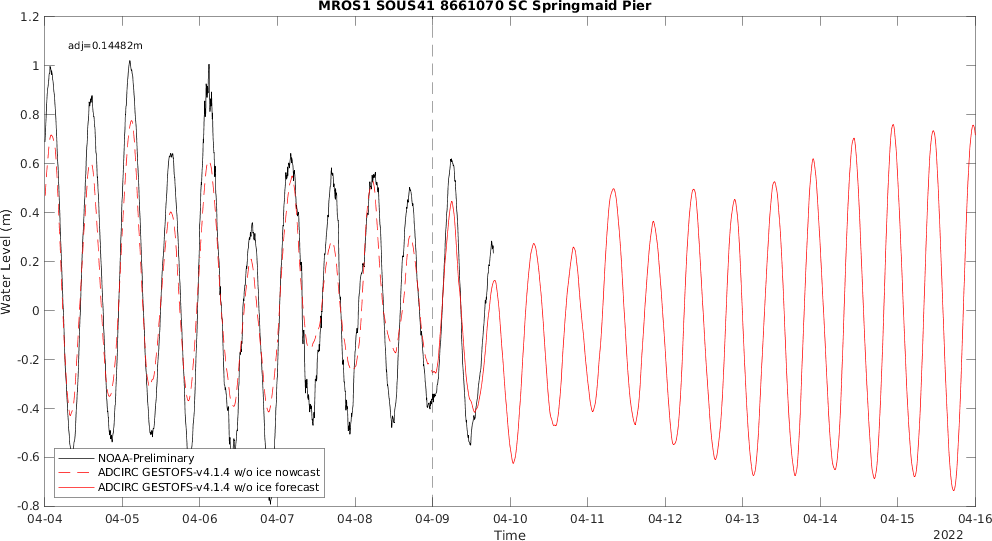 MROS1 SOUS41 8661070 SC Springmaid Pier
adj=0.14482m
1.2
1
0.8
0.6
0.4
0.2
0
-0.2
-0.4
-0.6
-0.8
Water Level (m)
NOAA-Preliminary
ADCIRC GESTOFS-v4.1.4 w/o ice nowcast
ADCIRC GESTOFS-v4.1.4 w/o ice forecast
04-04 04-05 04-06 04-07 04-08 04-09 04-10 04-11 04-12 04-13 04-14 04-15 04-16
Time
2022